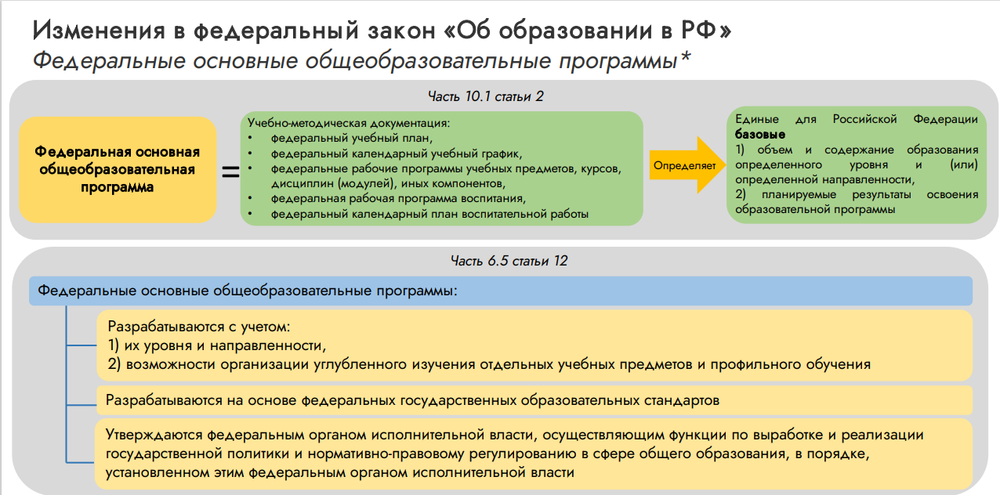 Изменения в федеральный закон «Об образовании в РФ»
Федеральные основные общеобразовательные программы*
Часть 10.1 статьи 2
Федеральная основная
общеобразовательная
программа
=
Учебно-методическая документация:
• федеральный учебный план,
• федеральный календарный учебный график,
• федеральные рабочие программы учебных предметов, курсов,
дисциплин (модулей), иных компонентов,
• федеральная рабочая программа воспитания,
• федеральный календарный план воспитательной работы
Определяет
Единые для Российской Федерации
базовые
1) объем и содержание образования
определенного уровня и (или)
определенной направленности,
2) планируемые результаты освоения
образовательной программы
Часть 6.5 статьи 12
Федеральные основные общеобразовательные программы:
Разрабатываются с учетом:
1) их уровня и направленности,
2) возможности организации углубленного изучения отдельных учебных предметов и профильного обучения
Разрабатываются на основе федеральных государственных образовательных стандартов
Утверждаются федеральным органом исполнительной власти, осуществляющим функции по выработке и реализации
государственной политики и нормативно-правовому регулированию в сфере общего образования, в порядке,
установленном этим федеральным органом исполнительной власти